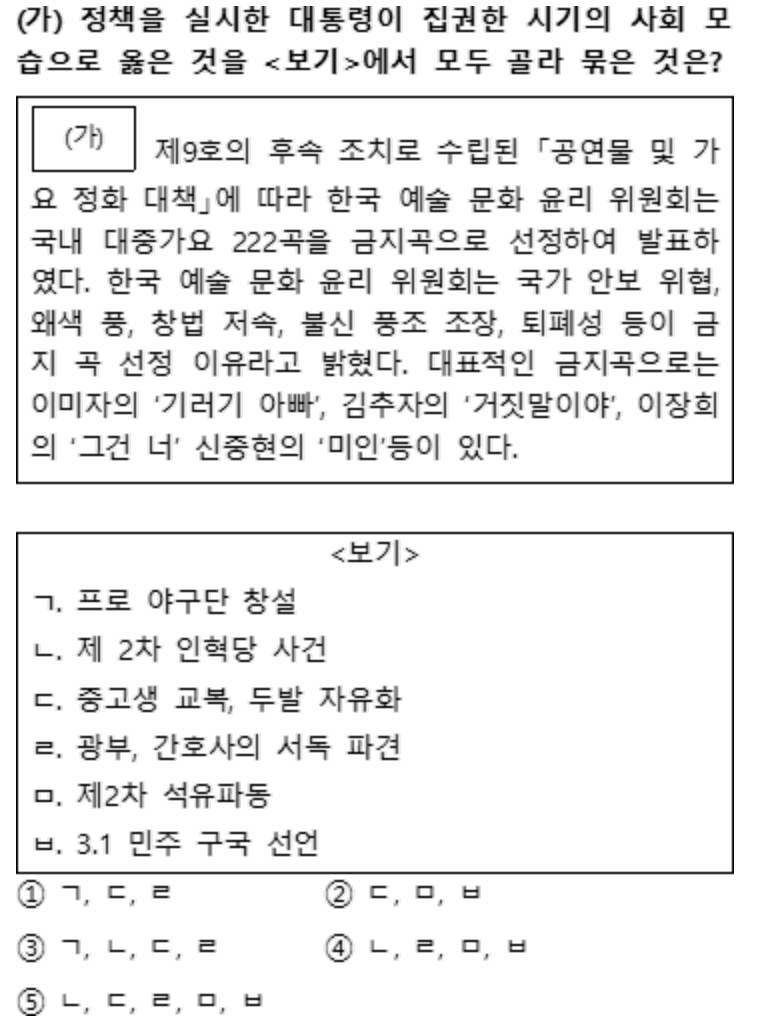 (가) 정책을 실시한 대통령이 집권한 시기의 사회 모
습으로 옳은 것을 <보기>에서 모두 골라 묶은 것은?
(가) 제9호의 후속 조치로 수립된 「공연물 및 가
요 정화 대책」에 따라 한국 예술 문화 윤리 위원회는
국내 대중가요 222곡을 금지곡으로 선정하여 발표하
였다. 한국 예술 문화 윤리 위원회는 국가 안보 위협,
왜색 풍, 창법 저속, 불신 풍조 조장, 퇴폐성 등이 금
지 곡 선정 이유라고 밝혔다. 대표적인 금지곡으로는
이미자의 '기러기 아빠', 김추자의 '거짓말이야', 이장희
의 '그건 너' 신중현의 '미인'등이 있다.
<보기>
ㄱ. 프로 야구단 창설
ㄴ. 제 2차 인혁당 사건
ㄷ. 중고생 교복, 두발 자유화
ㄹ. 광부, 간호사의 서독 파견
ㅁ. 제2차 석유파동
ㅂ. 3.1 민주 구국 선언
① ㄱ, ㄷ, ㄹ ② ㄷ, ㅁ, ㅂ
③ ㄱ, ㄴ, ㄷ, ㄹ ④ ㄴ, ㄹ, ㅁ, ㅂ
⑤ ㄴ, ㄷ, ㄹ, ㅁ, ㅂ